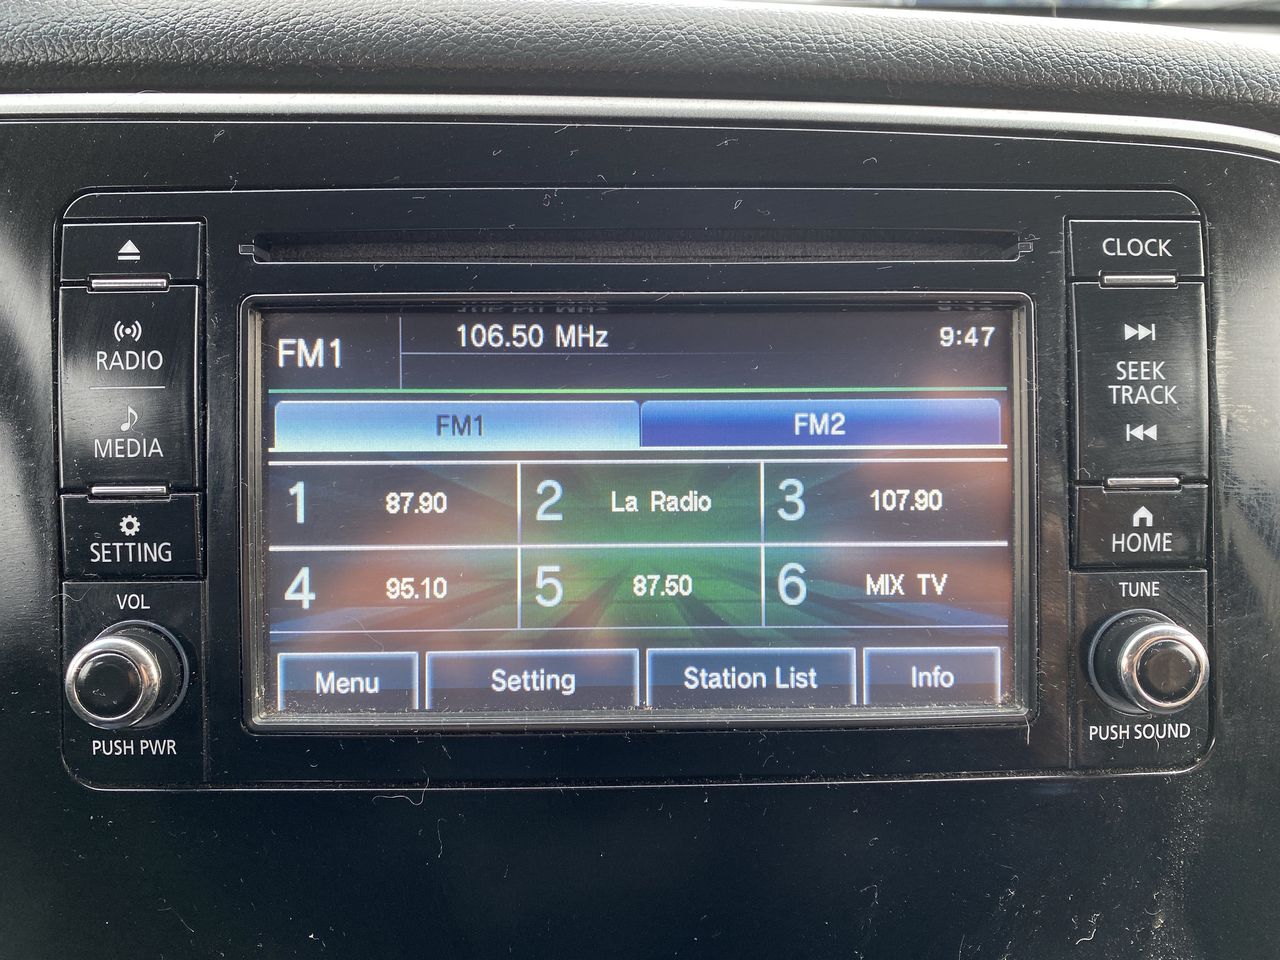 CLOCK
RADIO
MEDIA
SETTING
VOL
PUSH PWR
FM1
106.50 MHz
9:47
FM1
FM2
1 87.90
2 La Radio
3 107.90
4 95.10
5 87.50
6 MIX TV
Menu
Setting
Station List
Info
SEEK
TRACK
HOME
TUNE
PUSH SOUND